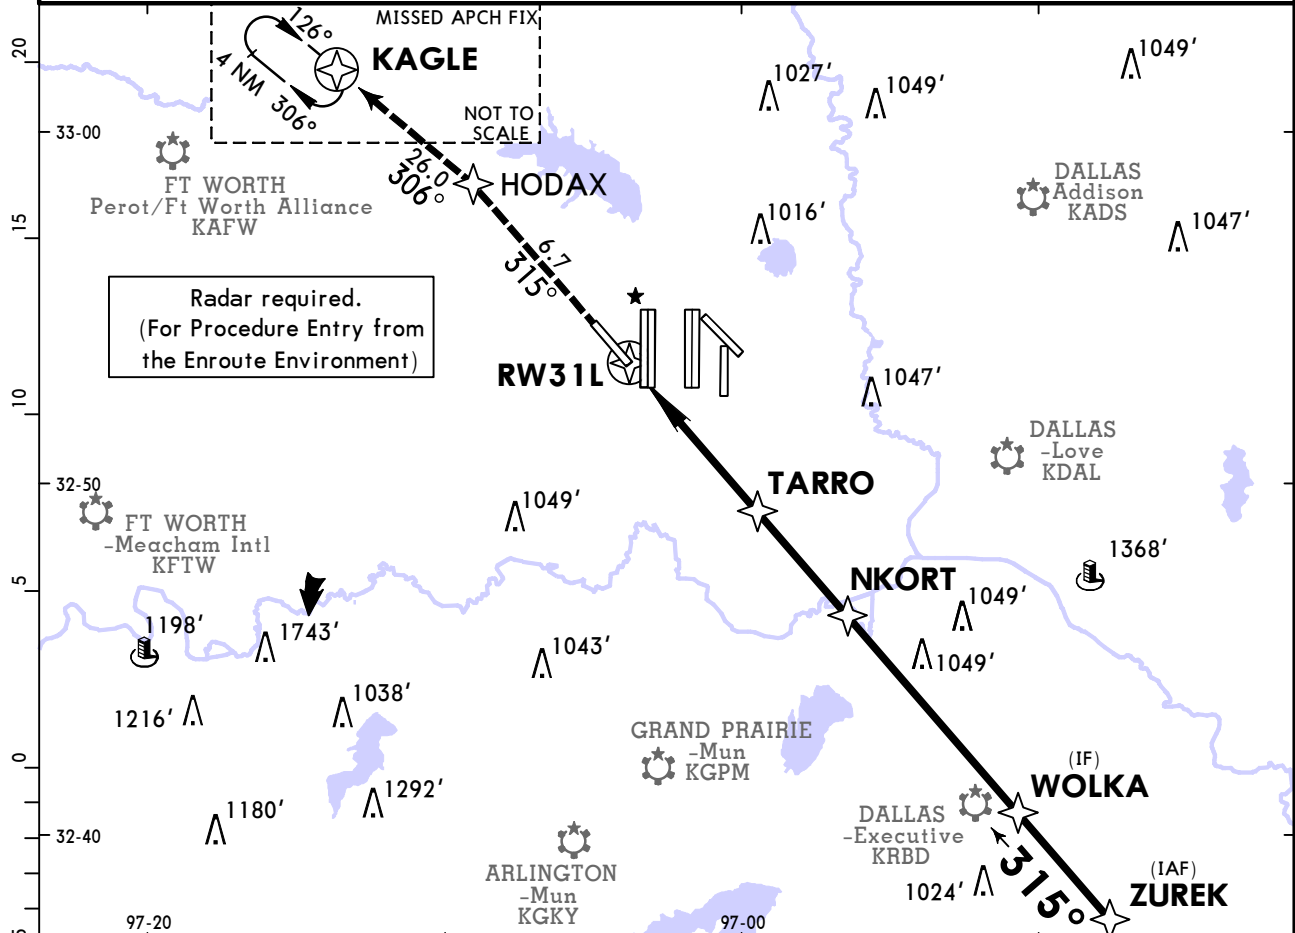 MISSED APCH FIX
126°
KAGLE
4 NM 306°
NOT TO
SCALE
20
33-00
1027'
1049'
1049'
FT WORTH
Perot/Ft Worth Alliance
KAFW
26.0
306°
HODAX
DALLAS
Addison
KADS
1016'
1047'
15
6.7
315°
Radar required.
(For Procedure Entry from
the Enroute Environment)
RW31L
1047'
10
DALLAS
-Love
KDAL
TARRO
32-50
1049'
FT WORTH
-Meacham Intl
KFTW
1368'
NKORT
5
1049'
1198'
1743'
1043'
1049'
1216'
1038'
GRAND PRAIRIE
-Mun
KGPM
0
(IF)
WOLKA
1180'
1292'
DALLAS
-Executive
KRBD
32-40
315°
ARLINGTON
-Mun
KGKY
1024'
(IAF)
ZUREK
97-20
97-00
5